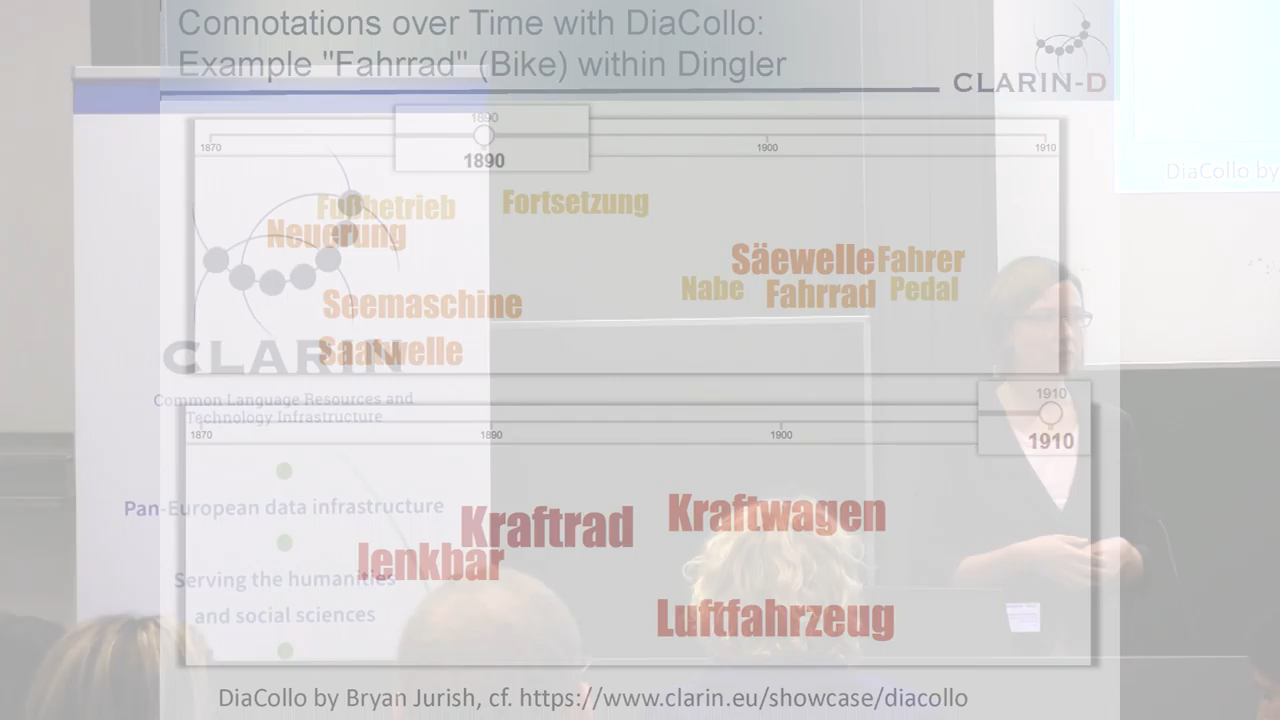 Connotations over Time with DiaCollo:
Example "Fahrrad" (Bike) within Dingler
CLARIN-D
1890
1870
1900
1910
1890
DiaCollo by
Fußbetrieb
Fortsetzung
Neuerung
Säewelle
Fahrer
Nabe
Fahrrad
Pedal
Seemaschine
Saatwelle
CLARIN
Common Language Resources and
Technology Infrastructure
1910
1870
1890
1900
1910
Pan-European data infrastructure
Kraftrad
Kraftwagen
lenkbar
Serving the humanities
and social sciences
Luftfahrzeug
DiaCollo by Bryan Jurish, cf. https://www.clarin.eu/showcase/diacollo